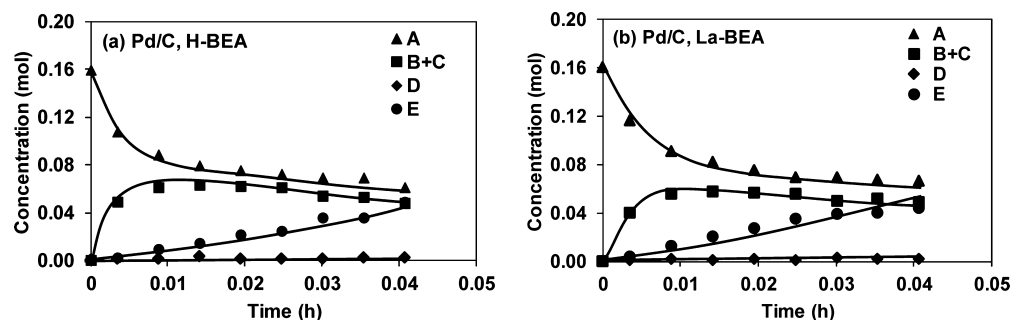 (a) Pd/C, H-BEA
A
B+C
D
E
Concentration (mol)
0.20
0.16
0.12
0.08
0.04
0.00
0 0.01 0.02 0.03 0.04 0.05
Time (h)
(b) Pd/C, La-BEA
A
B+C
D
E
Concentration (mol)
0.20
0.16
0.12
0.08
0.04
0.00
0 0.01 0.02 0.03 0.04 0.05
Time (h)